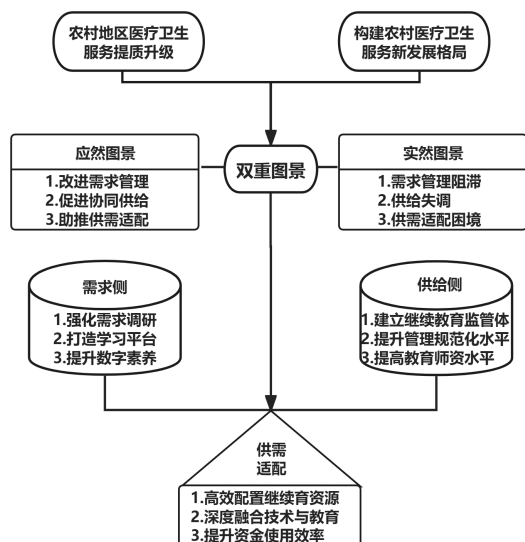 农村地区医疗卫生
服务提质升级
构建农村医疗卫生
服务新发展格局
应然图景
1.改进需求管理
2.促进协同供给
3.助推供需适配
双重图景
实然图景
1.需求管理阻滞
2.供给失调
3.供需适配困境
需求侧
1.强化需求调研
2.打造学习平台
3.提升数字素养
供给侧
1.建立继续教育监管体
2.提升管理规范化水平
3.提高教育师资水平
供需
适配
1.高效配置继续育资源
2.深度融合技术与教育
3.提升资金使用效率